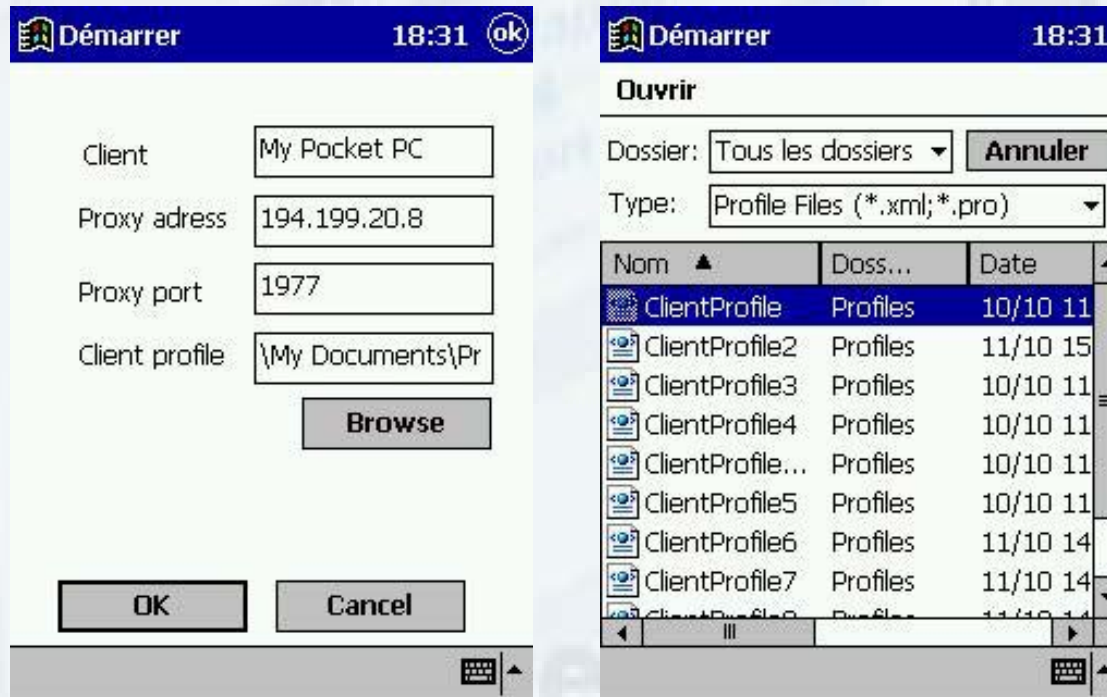 Démarrer 18:31 ok
Client My Pocket PC
Proxy adress 194.199.20.8
Proxy port 1977
Client profile \My Documents\Pr
Browse
OK Cancel
Démarrer 18:31
Ouvrir
Dossier: Tous les dossiers Annuler
Type: Profile Files (*.xml;*.pro)
Nom Doss... Date
ClientProfile Profiles 10/10 11
ClientProfile2 Profiles 11/10 15
ClientProfile3 Profiles 10/10 11
ClientProfile4 Profiles 10/10 11
ClientProfile... Profiles 10/10 11
ClientProfile5 Profiles 10/10 11
ClientProfile6 Profiles 11/10 14
ClientProfile7 Profiles 11/10 14